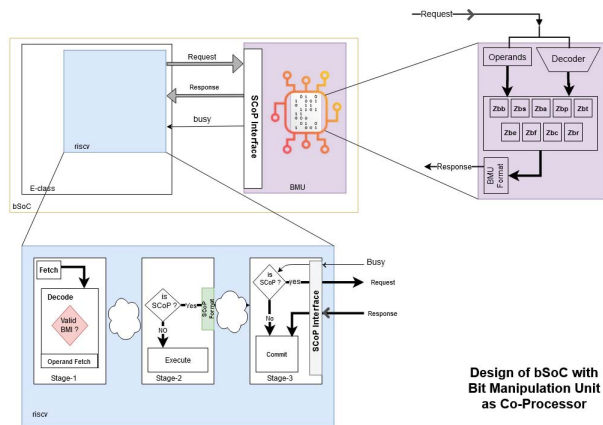 Request
Response
busy
SCoP Interface
riscv
E-class
bSoC
BMU
Request
Operands
Decoder
Zbb
Zbs
Zba
Zbp
Zbt
Zbe
Zbf
Zbc
Zbr
BMU
Format
Response
Fetch
Decode
Valid
BMI ?
Operand Fetch
Stage-1
is
SCoP ?
Yes
SCoP
Format
NO
Execute
Stage-2
is
SCoP ?
yes
No
Commit
Stage-3
SCoP Interface
Busy
Request
Response
riscv
Design of bSoC with
Bit Manipulation Unit
as Co-Processor